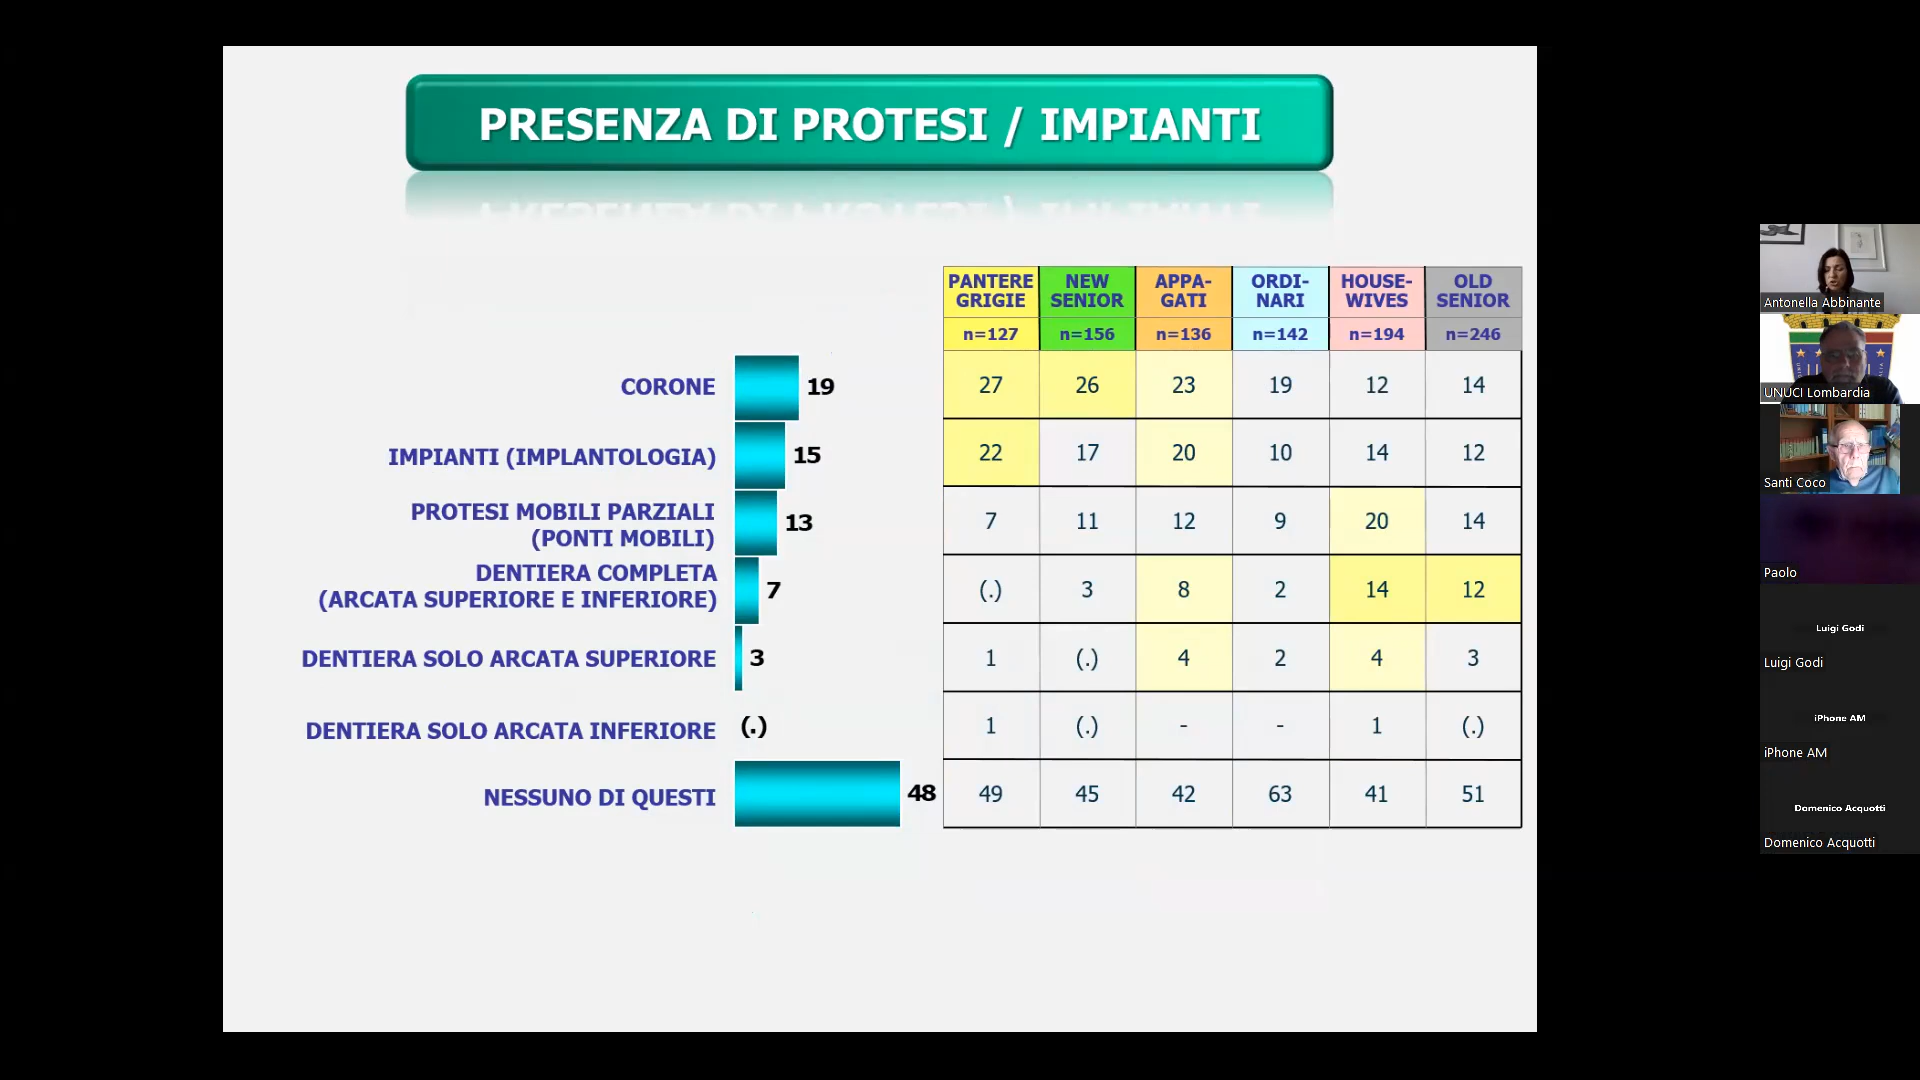 PRESENZA DI PROTESI / IMPIANTI
PANTERE GRIGIE
NEW SENIOR
APPA-GATI
ORDI-NARI
HOUSE-WIVES
OLD SENIOR
n=127 n=156 n=136 n=142 n=194 n=246
CORONE 19 27 26 23 19 12 14
IMPIANTI (IMPLANTOLOGIA) 15 22 17 20 10 14 12
PROTESI MOBILI PARZIALI
(PONTI MOBILI) 13 7 11 12 9 20 14
DENTIERA COMPLETA
(ARCATA SUPERIORE E INFERIORE) 7 (.) 3 8 2 14 12
DENTIERA SOLO ARCATA SUPERIORE 3 1 (.) 4 2 4 3
DENTIERA SOLO ARCATA INFERIORE (.) 1 (.) - - 1 (.)
NESSUNO DI QUESTI 48 49 45 42 63 41 51
Antonella Abbinante
UNUCI Lombardia
Santi Coco
Paolo
Luigi Godi
Luigi Godi
iPhone AM
iPhone AM
Domenico Acquotti
Domenico Acquotti